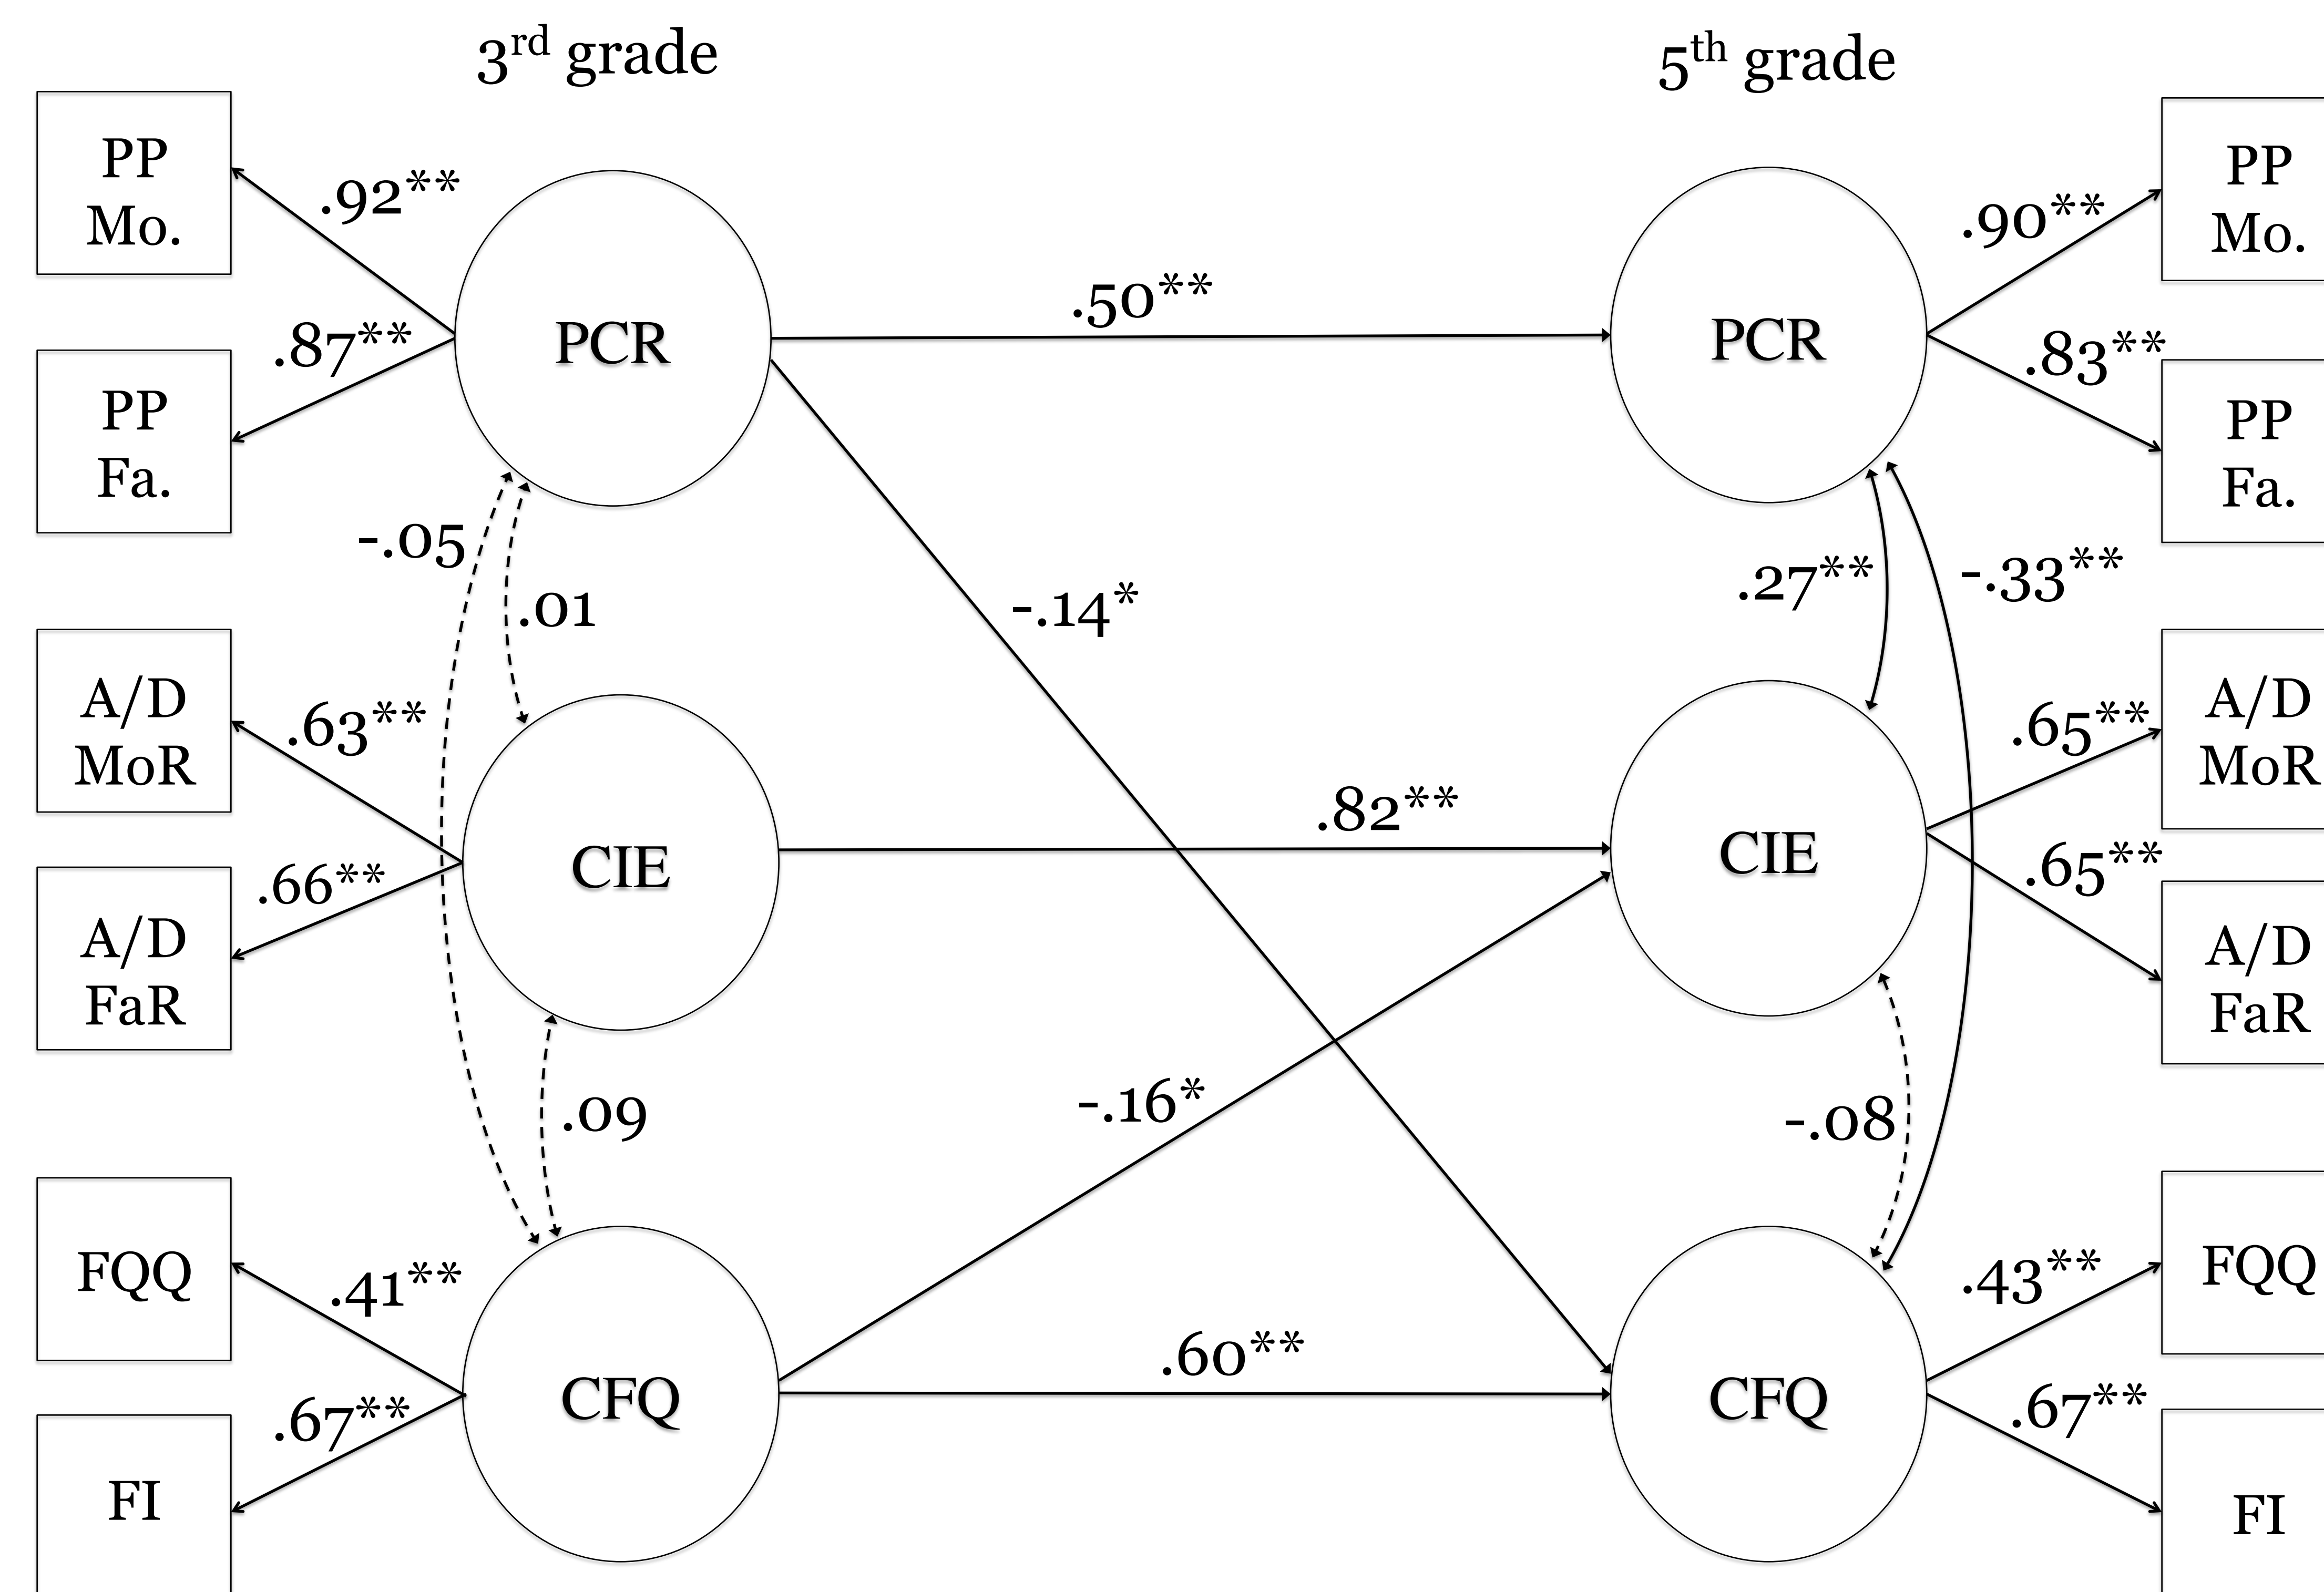 3rd grade
5th grade
PP
Mo.
.92**
.87**
PP
Fa.
PCR
.50**
PCR
.90**
.83**
PP
Mo.
PP
Fa.
-.05
.01
-.14*
.27**
-.33**
A/D
MoR
.63**
.66**
A/D
FaR
CIE
.82**
CIE
.65**
.65**
A/D
MoR
A/D
FaR
.09
-.16*
-.08
FQQ
.41**
.67**
FI
CFQ
.60**
CFQ
.43**
.67**
FQQ
FI